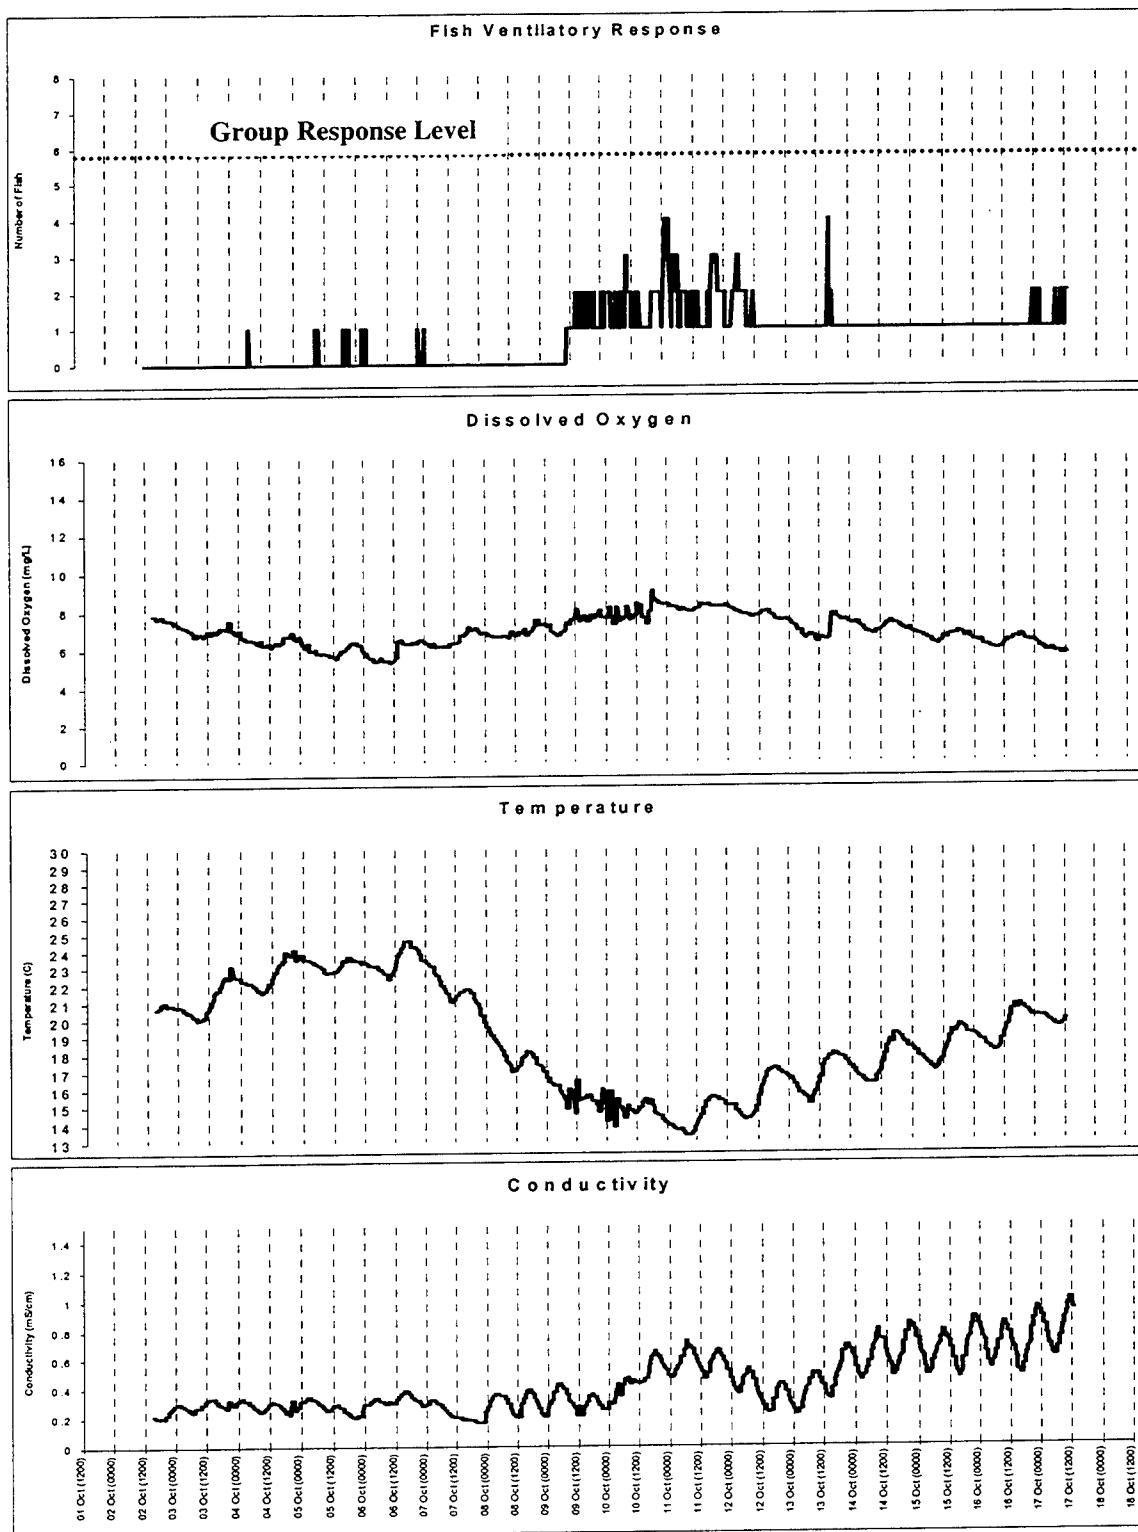 Fish Ventilatory Response
8
7
6
5
4
3
2
1
0
Number of Fish
Group Response Level
Dissolved Oxygen
16
14
12
10
8
6
4
2
0
Dissolved Oxygen (mg/L)
Temperature
30
29
28
27
26
25
24
23
22
21
20
19
18
17
16
15
14
13
Temperature (C)
Conductivity
1.4
1.2
1
0.8
0.6
0.4
0.2
0
Conductivity (mS/cm)
01 Oct (1200)
02 Oct (0000)
02 Oct (1200)
03 Oct (0000)
03 Oct (1200)
04 Oct (0000)
04 Oct (1200)
05 Oct (0000)
05 Oct (1200)
06 Oct (0000)
06 Oct (1200)
07 Oct (0000)
07 Oct (1200)
08 Oct (0000)
08 Oct (1200)
09 Oct (0000)
09 Oct (1200)
10 Oct (0000)
10 Oct (1200)
11 Oct (0000)
11 Oct (1200)
12 Oct (0000)
12 Oct (1200)
13 Oct (0000)
13 Oct (1200)
14 Oct (0000)
14 Oct (1200)
15 Oct (0000)
15 Oct (1200)
16 Oct (0000)
16 Oct (1200)
17 Oct (0000)
17 Oct (1200)
18 Oct (0000)
18 Oct (1200)